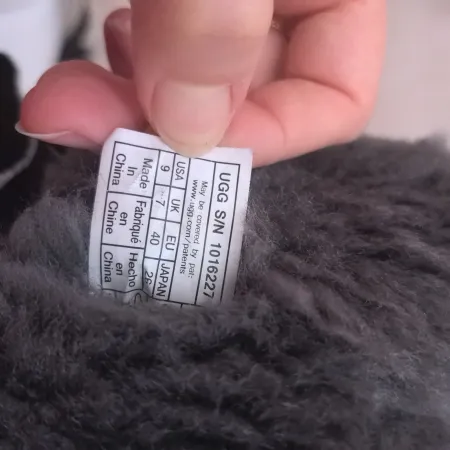 UGG S/N 1016227
May be covered by pat:
www.ugg.com/patents
USA UK EU JAPAN
9 7 40 26
Made Fabriqué Hecho
In en en
China Chine China